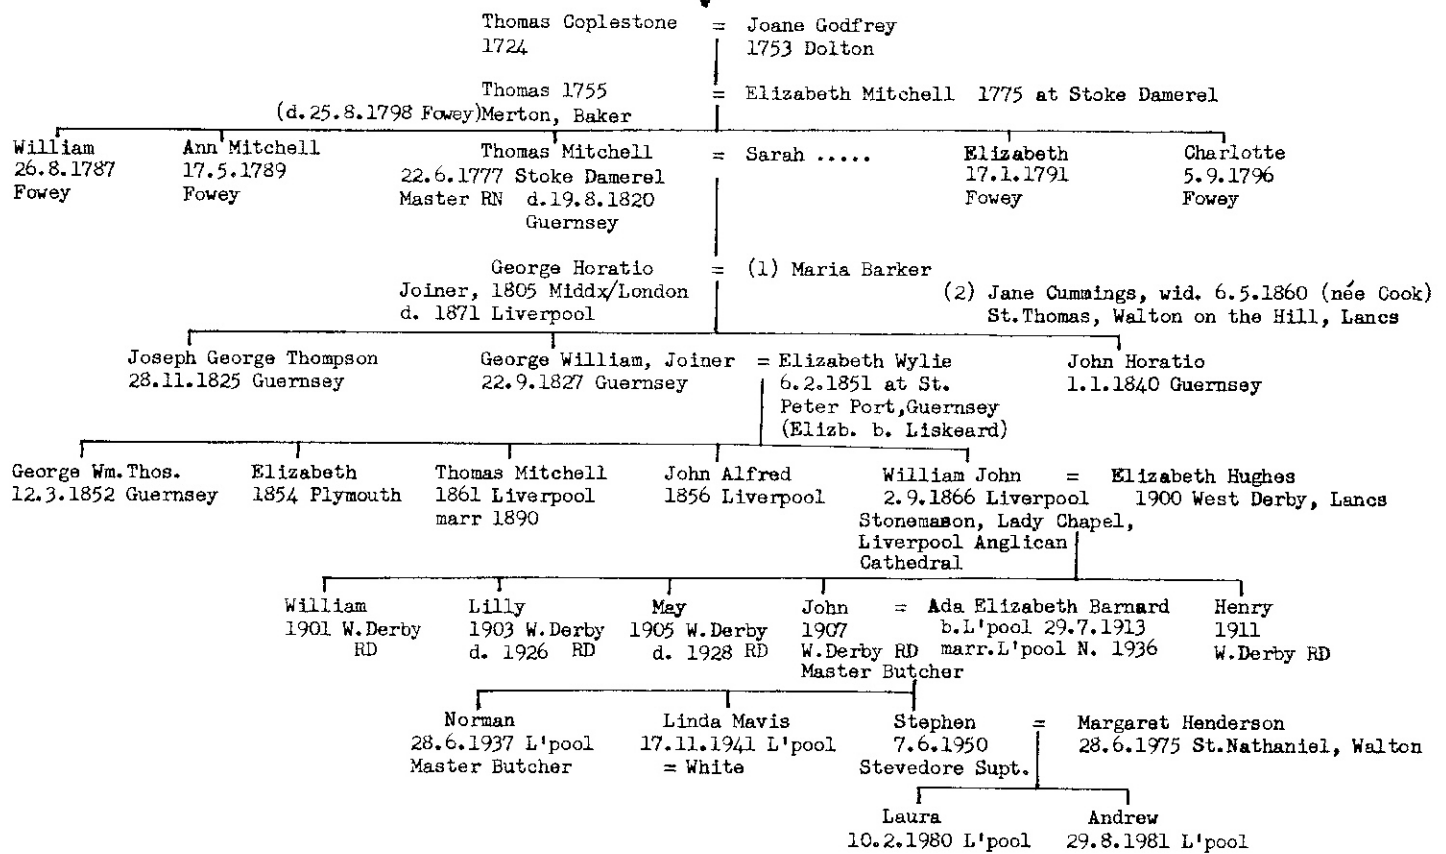 Thomas Coplestone = Joane Godfrey
1724 1753 Dolton
Thomas 1755 = Elizabeth Mitchell 1775 at Stoke Damerel
(d.25.8.1798 Fowey)Merton, Baker
William Ann Mitchell Thomas Mitchell = Sarah ..... Elizabeth Charlotte
26.8.1787 17.5.1789 22.6.1777 Stoke Damerel 17.1.1791 5.9.1796
Fowey Fowey Master RN d.19.8.1820 Fowey Fowey
Guernsey
George Horatio = (1) Maria Barker
Joiner, 1805 Middx/London (2) Jane Cummings, wid. 6.5.1860 (née Cook)
d. 1871 Liverpool St.Thomas, Walton on the Hill, Lancs
Joseph George Thompson George William, Joiner = Elizabeth Wylie John Horatio
28.11.1825 Guernsey 22.9.1827 Guernsey 6.2.1851 at St. 1.1.1840 Guernsey
Peter Port,Guernsey
(Elizb. b. Liskeard)
George Wm.Thos. Elizabeth Thomas Mitchell John Alfred William John = Elizabeth Hughes
12.3.1852 Guernsey 1854 Plymouth 1861 Liverpool 1856 Liverpool 2.9.1866 Liverpool 1900 West Derby, Lancs
marr 1890 Stonemason, Lady Chapel,
Liverpool Anglican
Cathedral
William Lilly May John = Ada Elizabeth Barnard Henry
1901 W.Derby 1903 W.Derby 1905 W.Derby 1907 b.L'pool 29.7.1913 1911
RD d. 1926 RD d. 1928 RD W.Derby RD marr.L'pool N. 1936 W.Derby RD
Master Butcher
Norman Linda Mavis Stephen = Margaret Henderson
28.6.1937 L'pool 17.11.1941 L'pool 7.6.1950 28.6.1975 St.Nathaniel, Walton
Master Butcher = White Stevedore Supt.
Laura Andrew
10.2.1980 L'pool 29.8.1981 L'pool